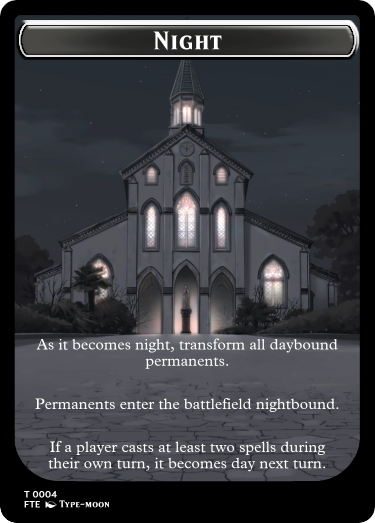 NIGHT
As it becomes night, transform all daybound
permanents.
Permanents enter the battlefield nightbound.
If a player casts at least two spells during
their own turn, it becomes day next turn.
T 0004
FTE TYPE-MOON